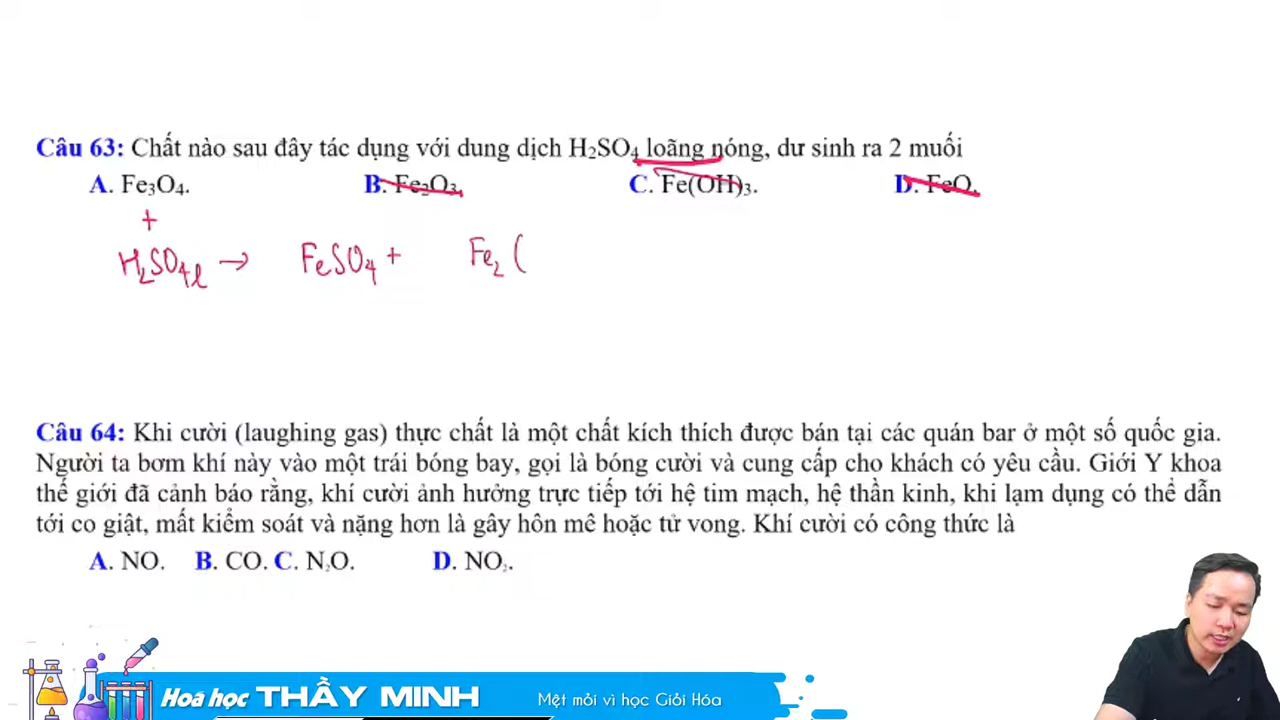 Câu 63: Chất nào sau đây tác dụng với dung dịch H₂SO₄ loãng nóng, dư sinh ra 2 muối
A. Fe₃O₄. B. Fe₂O₃. C. Fe(OH)₃. D. FeO.
+
H₂SO₄l → FeSO₄ + Fe₂(
Câu 64: Khi cười (laughing gas) thực chất là một chất kích thích được bán tại các quán bar ở một số quốc gia.
Người ta bơm khí này vào một trái bóng bay, gọi là bóng cười và cung cấp cho khách có yêu cầu. Giới Y khoa
thế giới đã cảnh báo rằng, khí cười ảnh hưởng trực tiếp tới hệ tim mạch, hệ thần kinh, khi lạm dụng có thể dẫn
tới co giật, mất kiểm soát và nặng hơn là gây hôn mê hoặc tử vong. Khí cười có công thức là
A. NO. B. CO. C. N₂O. D. NO₂.
Hoá học THẦY MINH Mệt mỏi vì học Giỏi Hóa